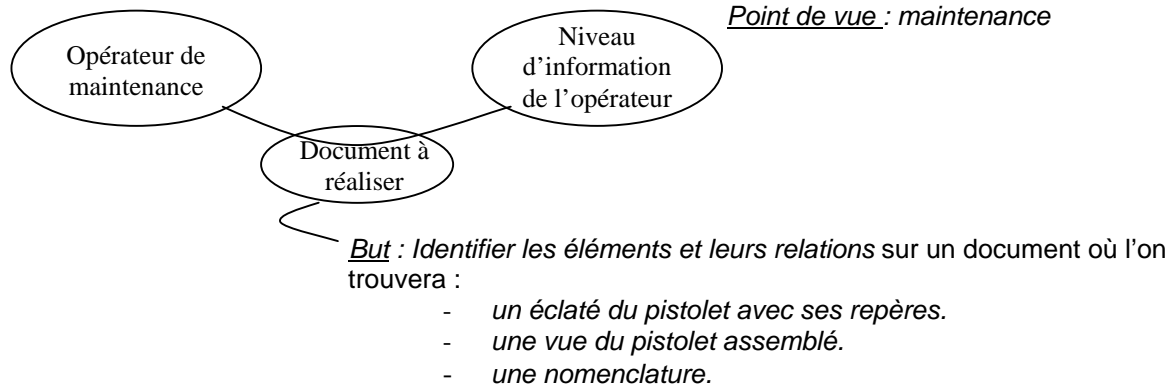 Point de vue : maintenance
Opérateur de
maintenance
Niveau
d’information
de l’opérateur
Document à
réaliser
But : Identifier les éléments et leurs relations sur un document où l’on
trouvera :
- un éclaté du pistolet avec ses repères.
- une vue du pistolet assemblé.
- une nomenclature.